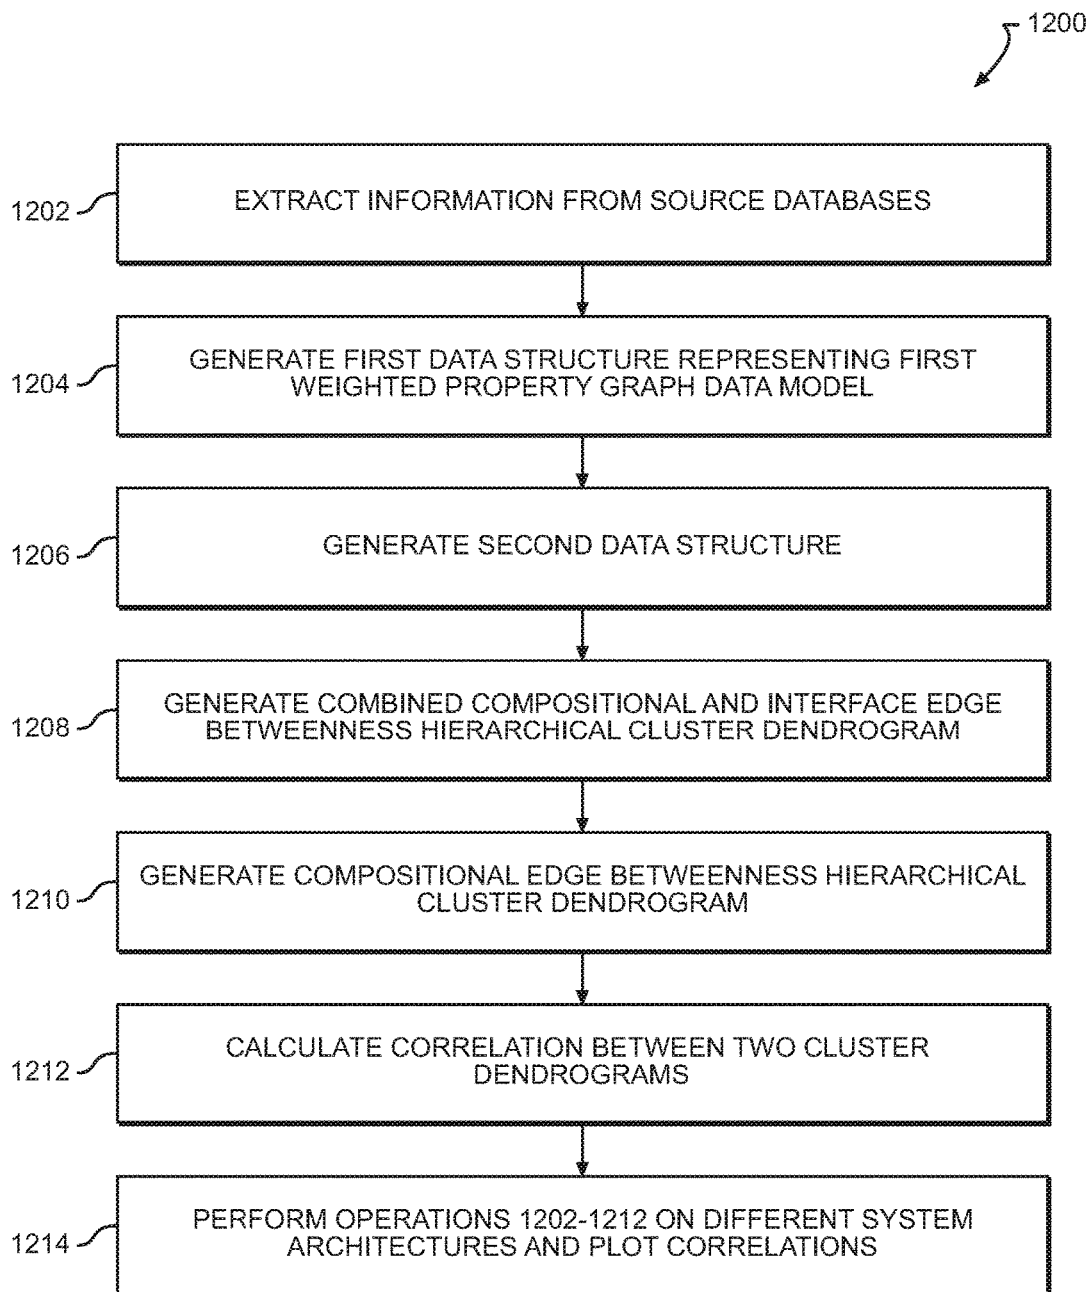 1200
1202
EXTRACT INFORMATION FROM SOURCE DATABASES
1204
GENERATE FIRST DATA STRUCTURE REPRESENTING FIRST
WEIGHTED PROPERTY GRAPH DATA MODEL
1206
GENERATE SECOND DATA STRUCTURE
1208
GENERATE COMBINED COMPOSITIONAL AND INTERFACE EDGE
BETWEENNESS HIERARCHICAL CLUSTER DENDROGRAM
1210
GENERATE COMPOSITIONAL EDGE BETWEENNESS HIERARCHICAL
CLUSTER DENDROGRAM
1212
CALCULATE CORRELATION BETWEEN TWO CLUSTER
DENDROGRAMS
1214
PERFORM OPERATIONS 1202-1212 ON DIFFERENT SYSTEM
ARCHITECTURES AND PLOT CORRELATIONS